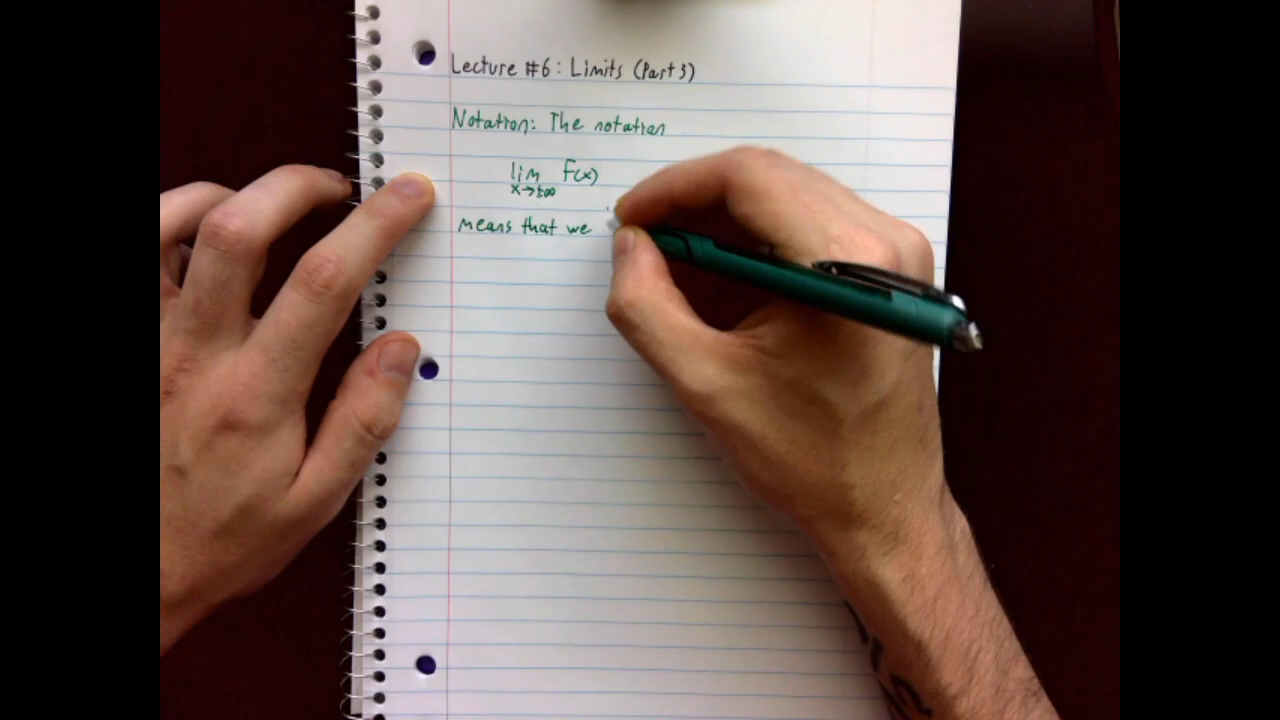 Lecture #6: Limits (Part 3)
Notation: The notation
lim F(x)
x→±∞
means that we